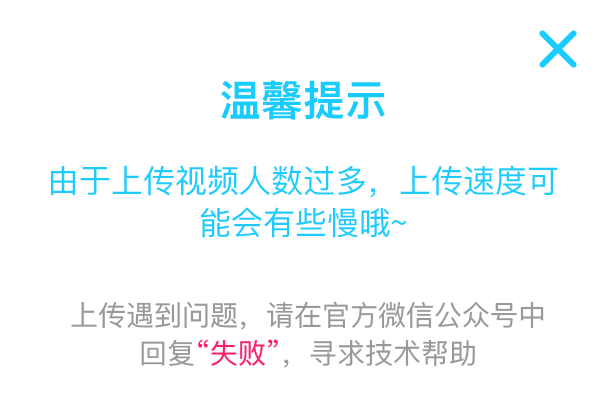 温馨提示
由于上传视频人数过多，上传速度可
能会有些慢哦~
上传遇到问题，请在官方微信公众号中
回复“失败”，寻求技术帮助